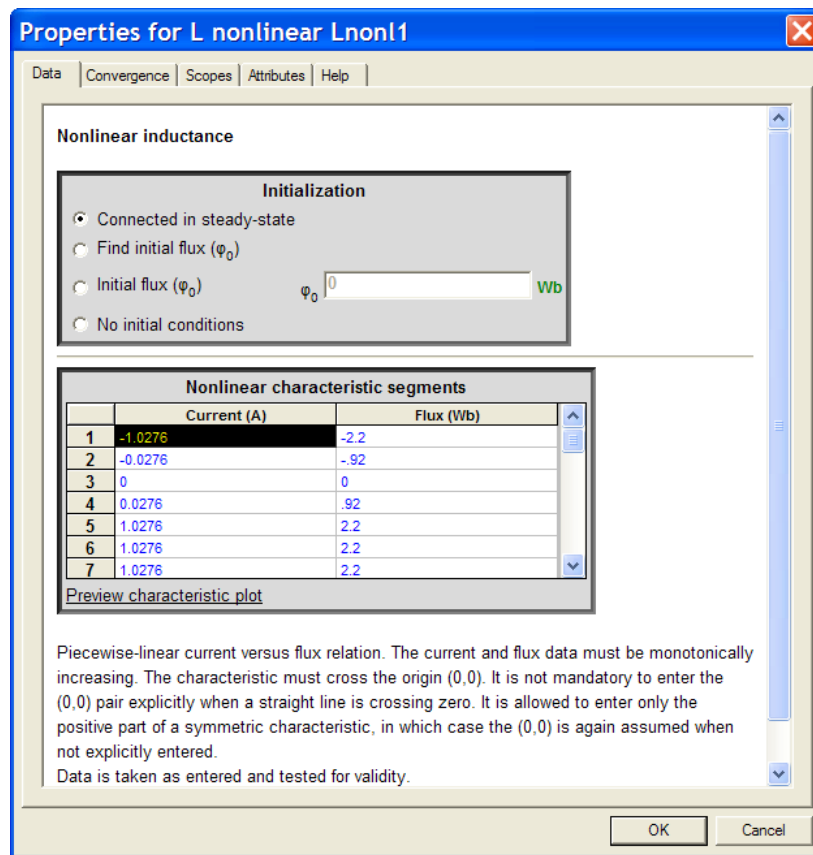 Properties for L nonlinear Lnonl1
Data Convergence Scopes Attributes Help
Nonlinear inductance
Initialization
Connected in steady-state
Find initial flux (φ0)
Initial flux (φ0) φ0 0 Wb
No initial conditions
Nonlinear characteristic segments
Current (A) Flux (Wb)
1 -1.0276 -2.2
2 -0.0276 -.92
3 0 0
4 0.0276 .92
5 1.0276 2.2
6 1.0276 2.2
7 1.0276 2.2
Preview characteristic plot
Piecewise-linear current versus flux relation. The current and flux data must be monotonically
increasing. The characteristic must cross the origin (0,0). It is not mandatory to enter the
(0,0) pair explicitly when a straight line is crossing zero. It is allowed to enter only the
positive part of a symmetric characteristic, in which case the (0,0) is again assumed when
not explicitly entered.
Data is taken as entered and tested for validity.
OK Cancel